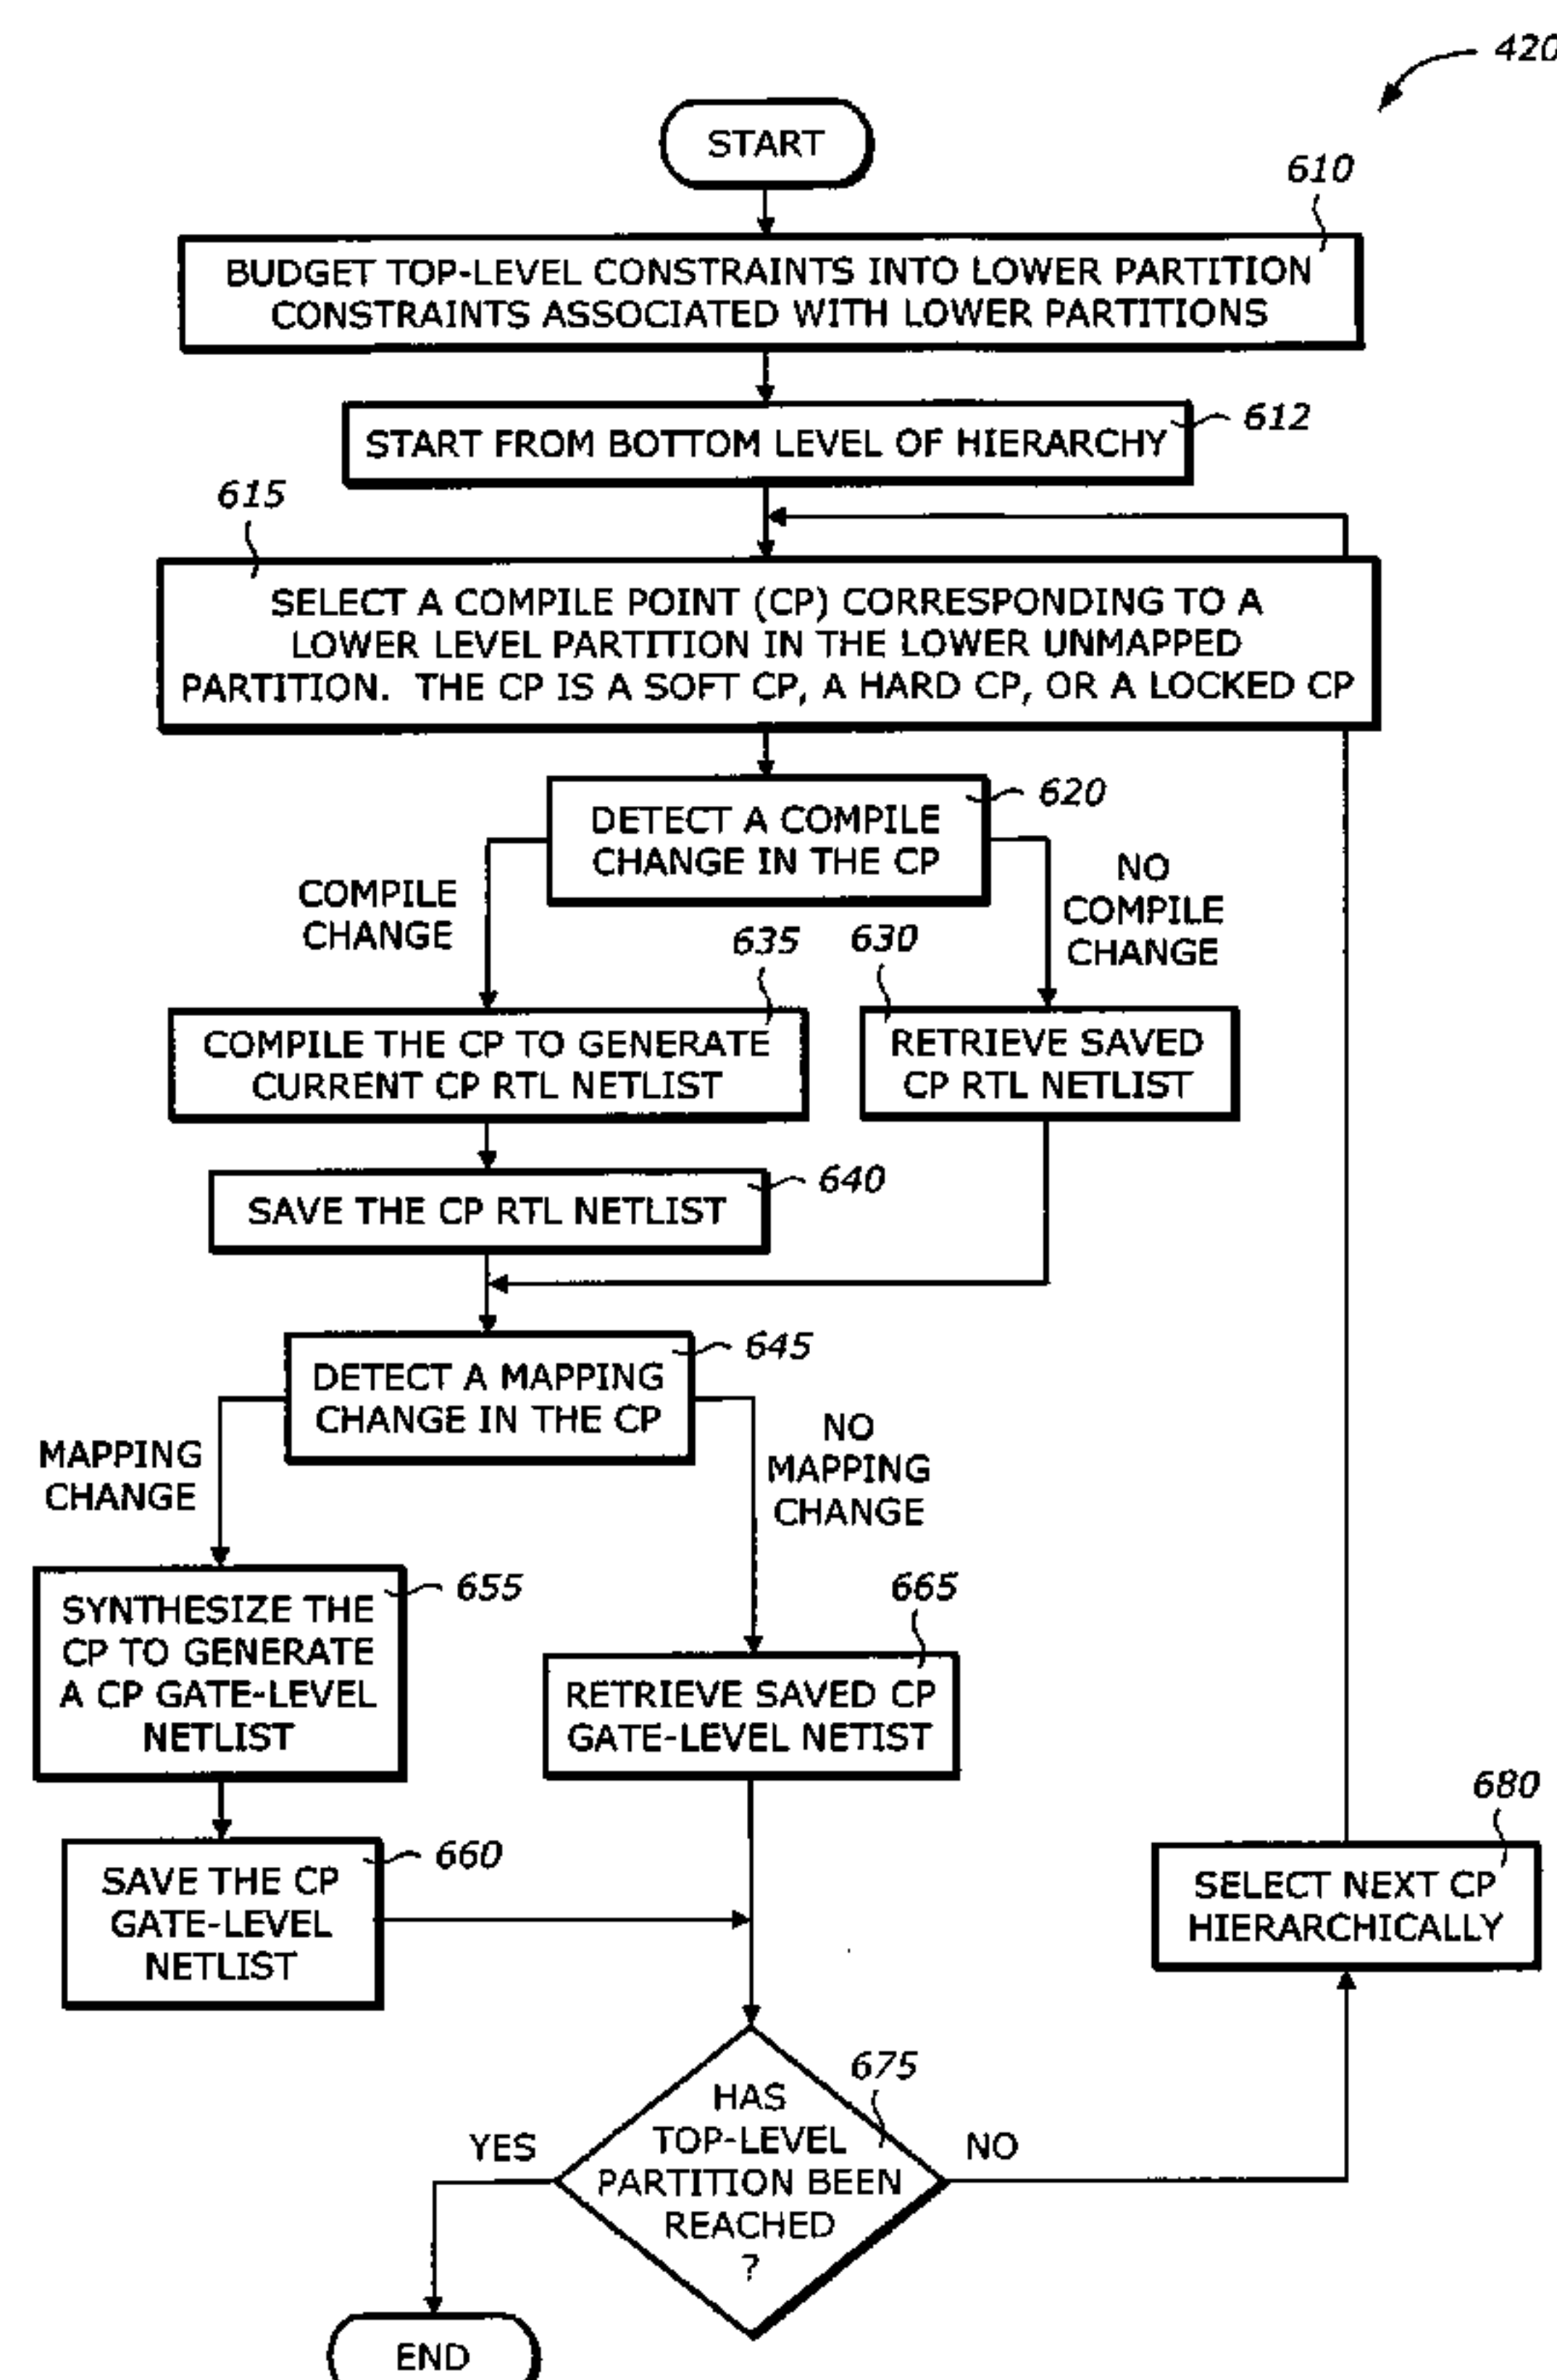 420
START
610
BUDGET TOP-LEVEL CONSTRAINTS INTO LOWER PARTITION
CONSTRAINTS ASSOCIATED WITH LOWER PARTITIONS
612
START FROM BOTTOM LEVEL OF HIERARCHY
615
SELECT A COMPILE POINT (CP) CORRESPONDING TO A
LOWER LEVEL PARTITION IN THE LOWER UNMAPPED
PARTITION. THE CP IS A SOFT CP, A HARD CP, OR A LOCKED CP
620
DETECT A COMPILE
CHANGE IN THE CP
COMPILE
CHANGE
NO
COMPILE
CHANGE
635
COMPILE THE CP TO GENERATE
CURRENT CP RTL NETLIST
630
RETRIEVE SAVED
CP RTL NETLIST
640
SAVE THE CP RTL NETLIST
645
DETECT A MAPPING
CHANGE IN THE CP
MAPPING
CHANGE
NO
MAPPING
CHANGE
655
SYNTHESIZE THE
CP TO GENERATE
A CP GATE-LEVEL
NETLIST
665
RETRIEVE SAVED CP
GATE-LEVEL NETIST
660
SAVE THE CP
GATE-LEVEL
NETLIST
680
SELECT NEXT CP
HIERARCHICALLY
675
HAS
TOP-LEVEL
PARTITION BEEN
REACHED
?
YES
NO
END